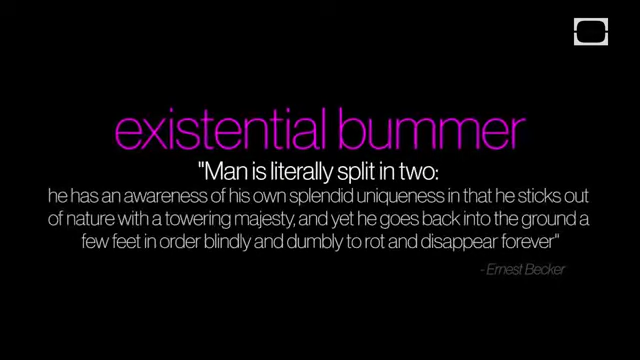 existential bummer
"Man is literally split in two:
he has an awareness of his own splendid uniqueness in that he sticks out
of nature with a towering majesty, and yet he goes back into the ground a
few feet in order blindly and dumbly to rot and disappear forever"
- Ernest Becker